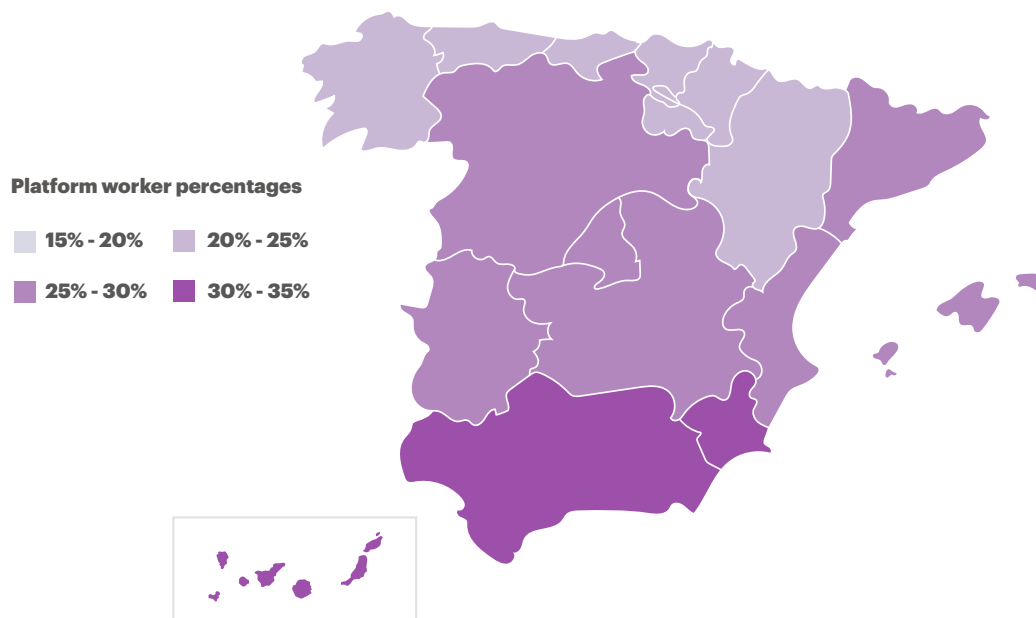 Platform worker percentages
15% - 20% 20% - 25%
25% - 30% 30% - 35%